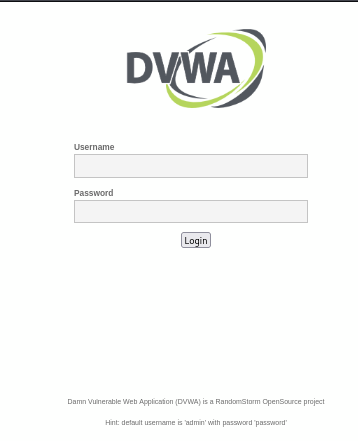 DVWA
Username
Password
Login
Damn Vulnerable Web Application (DVWA) is a RandomStorm OpenSource project
Hint: default username is 'admin' with password 'password'